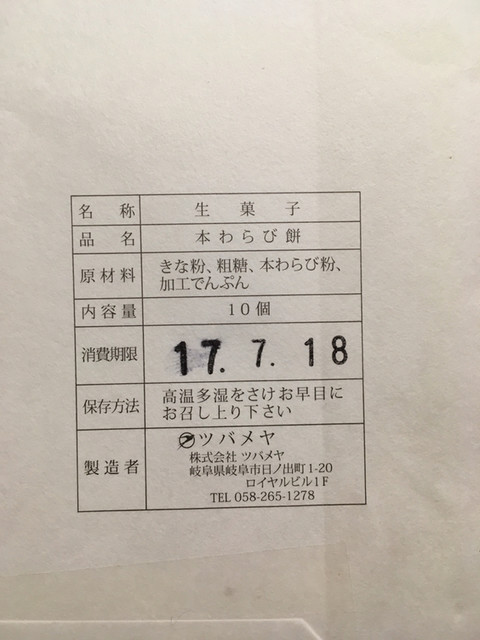 名称 生菓子
品名 本わらび餅
原材料 きな粉、粗糖、本わらび粉、
加工でんぷん
内容量 10個
消費期限 17. 7. 18
保存方法 高温多湿をさけお早目に
お召し上り下さい
製造者 ツバメヤ
株式会社 ツバメヤ
岐阜県岐阜市日ノ出町1-20
ロイヤルビル1F
TEL 058-265-1278